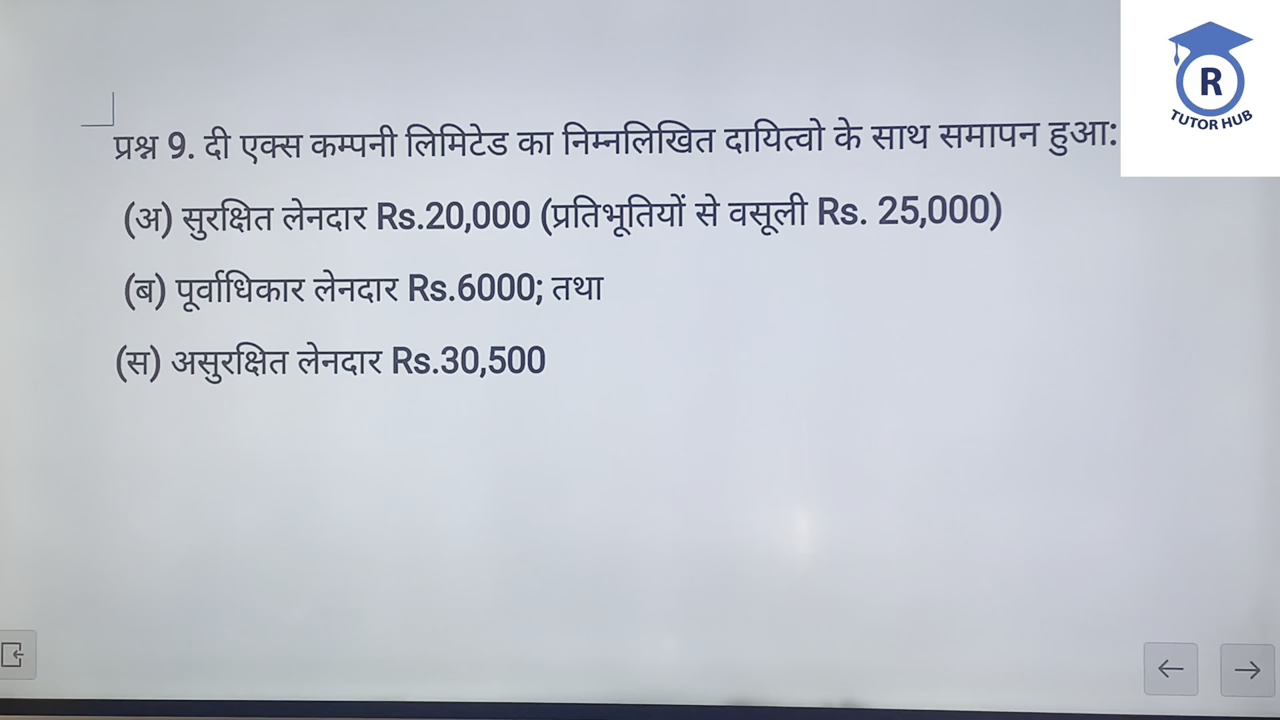 R
TUTOR HUB
प्रश्न 9. दी एक्स कम्पनी लिमिटेड का निम्नलिखित दायित्वो के साथ समापन हुआ:
(अ) सुरक्षित लेनदार Rs.20,000 (प्रतिभूतियों से वसूली Rs. 25,000)
(ब) पूर्वाधिकार लेनदार Rs.6000; तथा
(स) असुरक्षित लेनदार Rs.30,500